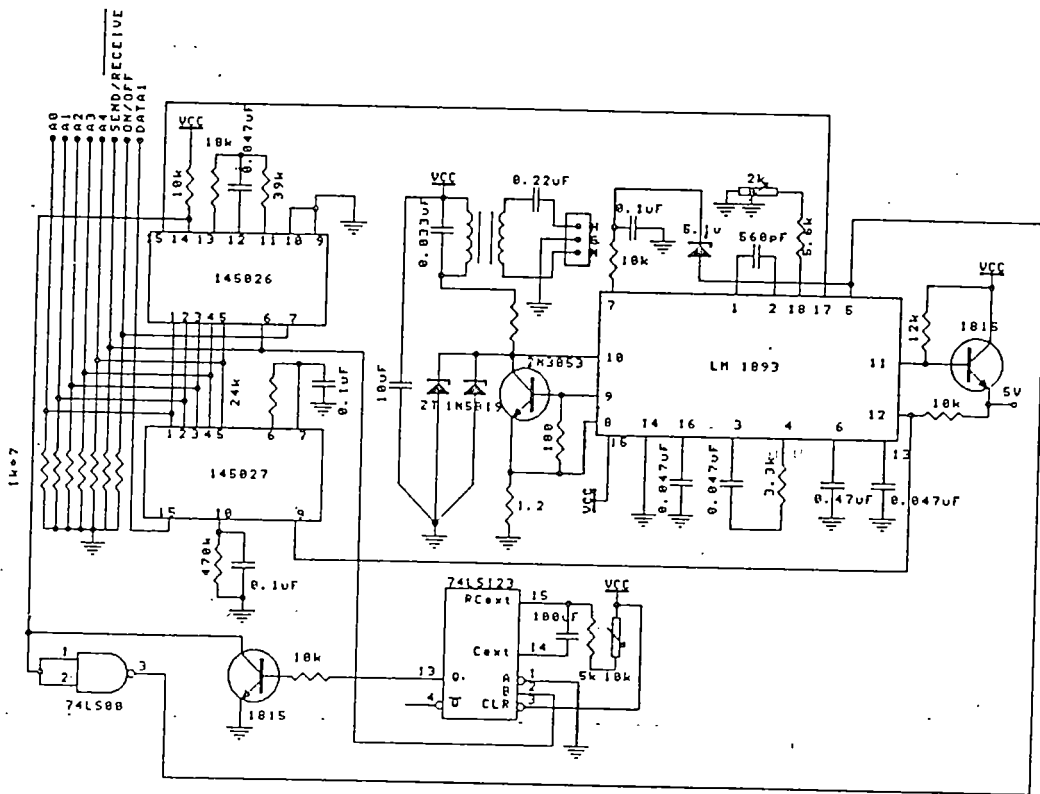 A0
A1
A2
A3
A4
SEND/RECEIVE
ON/OFF
DATA1
VCC
10k
18k
0.047uF
39k
15 14 13 12 11 10 9
145026
1 2 3 4 5 6 7
24k
0.1uF
1 2 3 4 5 6 7
145027
15 10 9
1k*7
470k
0.1uF
VCC
0.033uF
0.22uF
H
G
N
0.1uF
10k
5.1v
2k
560pF
5.6k
7 1 2 18 17 5
LM 1893
10
9
8
11
12
15 14 16 3 4 6 13
10uF
ZT
1N5819
180
1.2
VCC
0.047uF
0.047uF
3.3k
0.47uF
0.047uF
12k
VCC
1815
5V
10k
74LS123
RCext 15
Cext 14
100uF
VCC
5k
10k
13 Q
4
A 1
B 2
CLR 3
10k
1815
1
2
3
74LS00